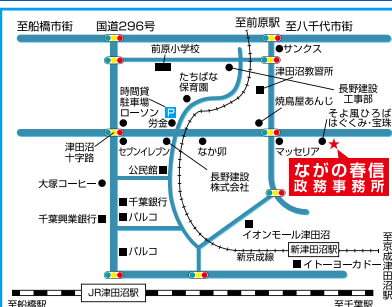 至船橋市街
国道296号
至前原駅
至八千代市街
サンクス
前原小学校
津田沼教習所
たちばな
保育園
長野建設
工事部
時間貸
駐車場
P
ローソン
労金
焼鳥屋あんじ
そよ風ひろば
はぐくみ・宝珠
津田沼
十字路
セブンイレブン
なか卯
マッセリア
★
ながの春信
政務事務所
公民館
長野建設
株式会社
大塚コーヒー
千葉銀行
パルコ
千葉興業銀行
イオンモール津田沼
パルコ
新京成線
新津田沼駅
イトーヨーカドー
至京成津田沼駅
JR津田沼駅
至船橋駅
至千葉駅